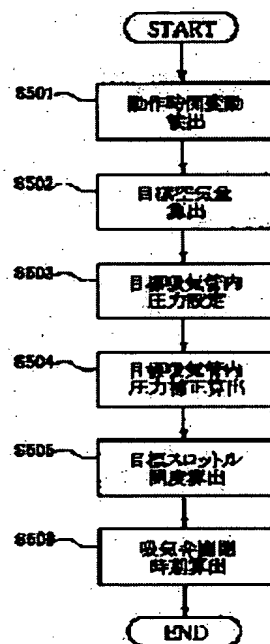 START
S501
動作時間変動
検出
S502
目標空気量
算出
S503
目標吸気管内
圧力設定
S504
目標吸気管内
圧力補正算出
S505
目標スロットル
開度算出
S506
吸気弁開閉
時期算出
END